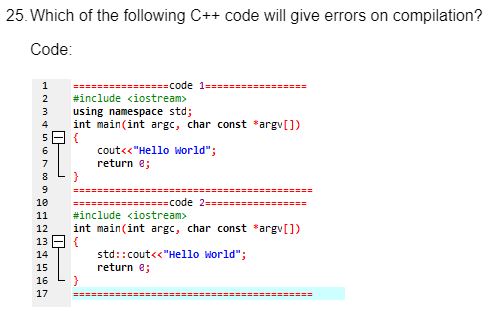 25. Which of the following C++ code will give errors on compilation?
Code:
1 =================code 1==================
2 #include <iostream>
3 using namespace std;
4 int main(int argc, char const *argv[])
5 {
6 cout<<"Hello World";
7 return 0;
8 }
9 ===========================================
10 =================code 2==================
11 #include <iostream>
12 int main(int argc, char const *argv[])
13 {
14 std::cout<<"Hello World";
15 return 0;
16 }
17 ===========================================